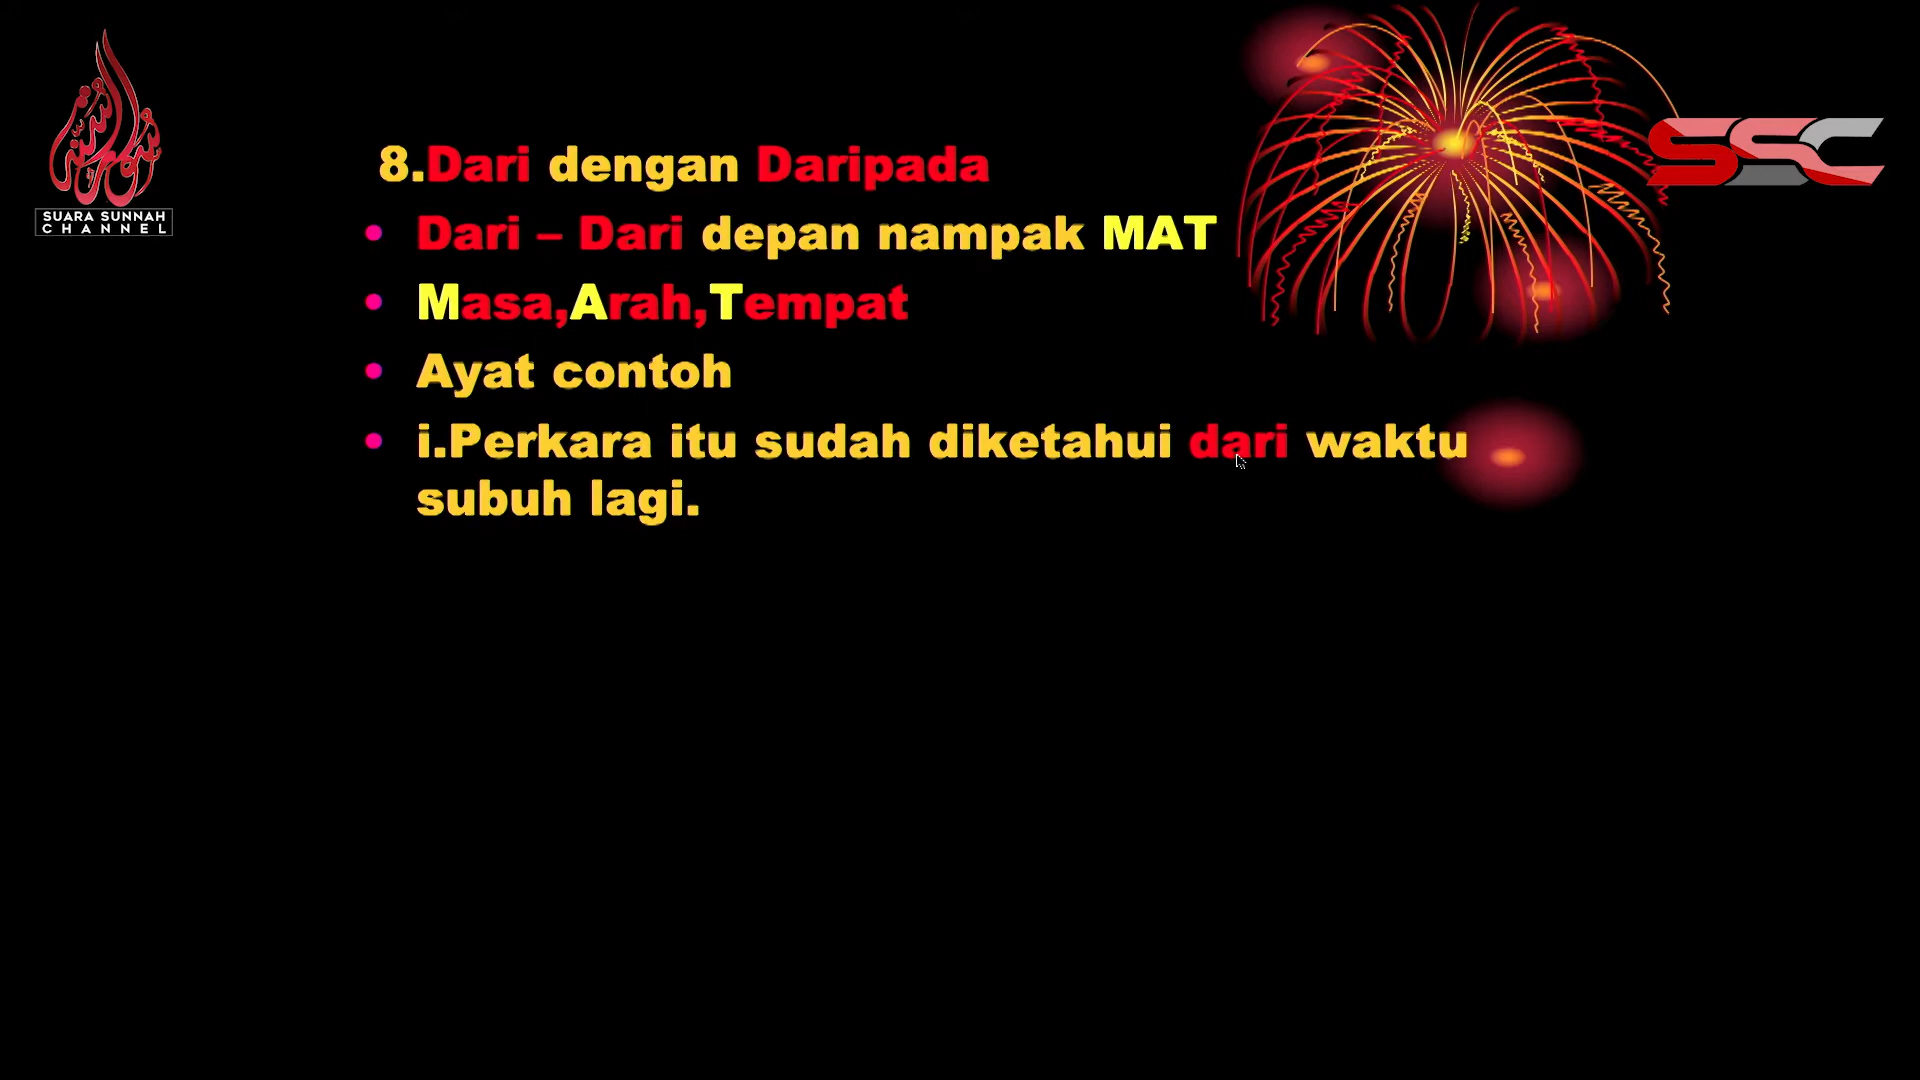 SUARA SUNNAH
CHANNEL
SSC
8.Dari dengan Daripada
• Dari – Dari depan nampak MAT
• Masa,Arah,Tempat
• Ayat contoh
• i.Perkara itu sudah diketahui dari waktu
subuh lagi.